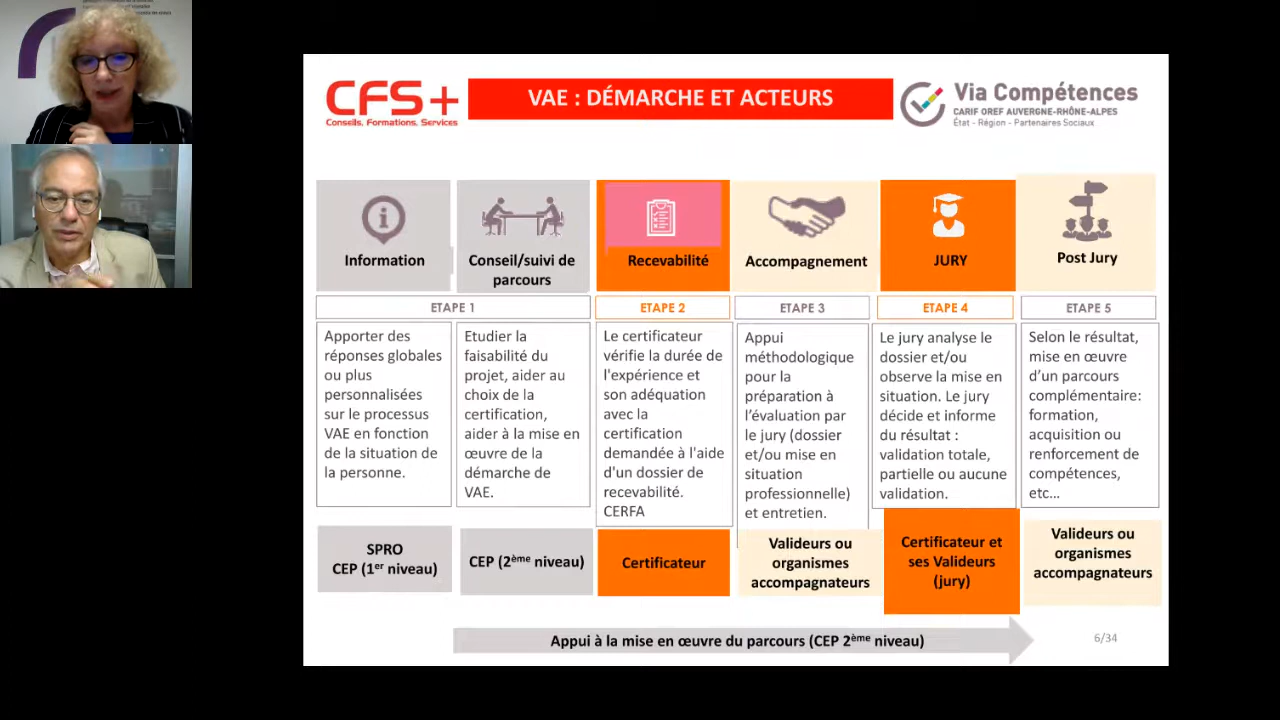 CFS+
Conseils, Formations, Services
VAE : DÉMARCHE ET ACTEURS
Via Compétences
CARIF OREF AUVERGNE-RHÔNE-ALPES
État - Région - Partenaires Sociaux
Information
Conseil/suivi de
parcours
Recevabilité
Accompagnement
JURY
Post Jury
ETAPE 1
ETAPE 2
ETAPE 3
ETAPE 4
ETAPE 5
Apporter des
réponses globales
ou plus
personnalisées
sur le processus
VAE en fonction
de la situation de
la personne.
Etudier la
faisabilité du
projet, aider au
choix de la
certification,
aider à la mise en
œuvre de la
démarche de
VAE.
Le certificateur
vérifie la durée de
l'expérience et
son adéquation
avec la
certification
demandée à l'aide
d'un dossier de
recevabilité.
CERFA
Appui
méthodologique
pour la
préparation à
l’évaluation par
le jury (dossier
et/ou mise en
situation
professionnelle)
et entretien.
Le jury analyse le
dossier et/ou
observe la mise en
situation. Le jury
décide et informe
du résultat :
validation totale,
partielle ou aucune
validation.
Selon le résultat,
mise en œuvre
d’un parcours
complémentaire:
formation,
acquisition ou
renforcement de
compétences,
etc…
SPRO
CEP (1er niveau)
CEP (2ème niveau)
Certificateur
Valideurs ou
organismes
accompagnateurs
Certificateur et
ses Valideurs
(jury)
Valideurs ou
organismes
accompagnateurs
Appui à la mise en œuvre du parcours (CEP 2ème niveau)
6/34